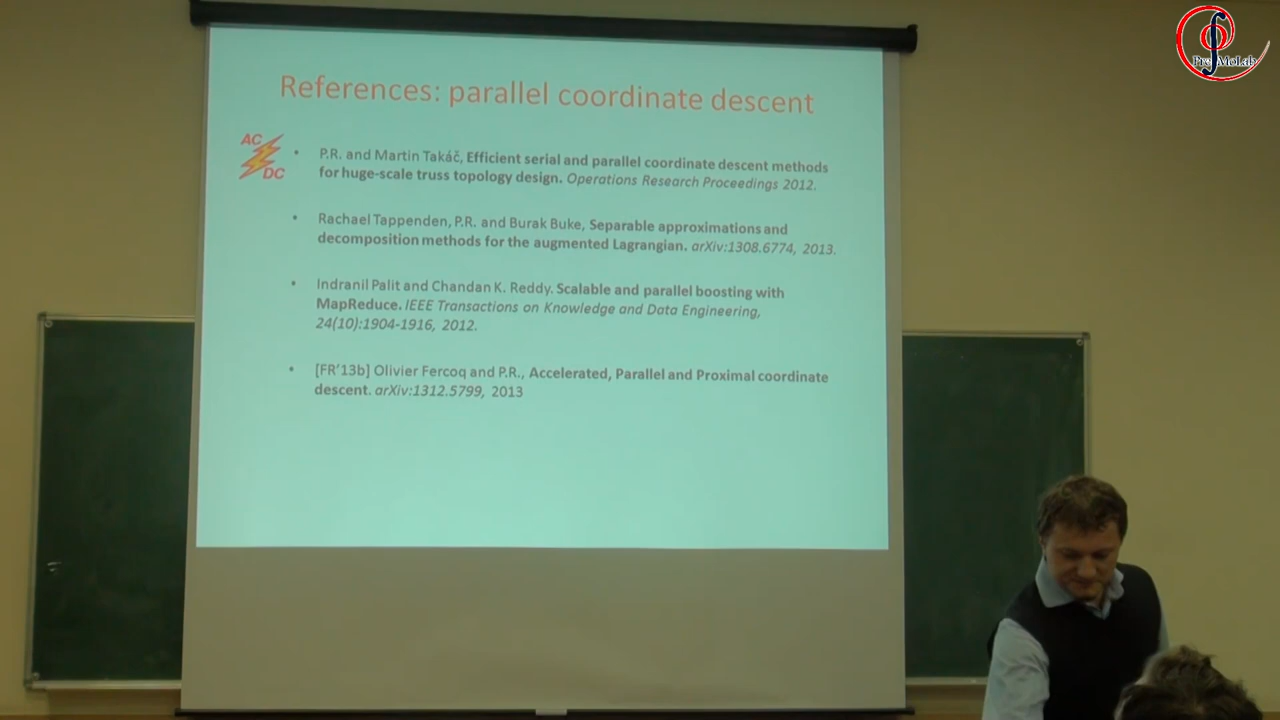 PreMoLab
References: parallel coordinate descent
AC
DC
• P.R. and Martin Takáč, Efficient serial and parallel coordinate descent methods
for huge-scale truss topology design. Operations Research Proceedings 2012.
• Rachael Tappenden, P.R. and Burak Buke, Separable approximations and
decomposition methods for the augmented Lagrangian. arXiv:1308.6774, 2013.
• Indranil Palit and Chandan K. Reddy. Scalable and parallel boosting with
MapReduce. IEEE Transactions on Knowledge and Data Engineering,
24(10):1904-1916, 2012.
• [FR'13b] Olivier Fercoq and P.R., Accelerated, Parallel and Proximal coordinate
descent. arXiv:1312.5799, 2013